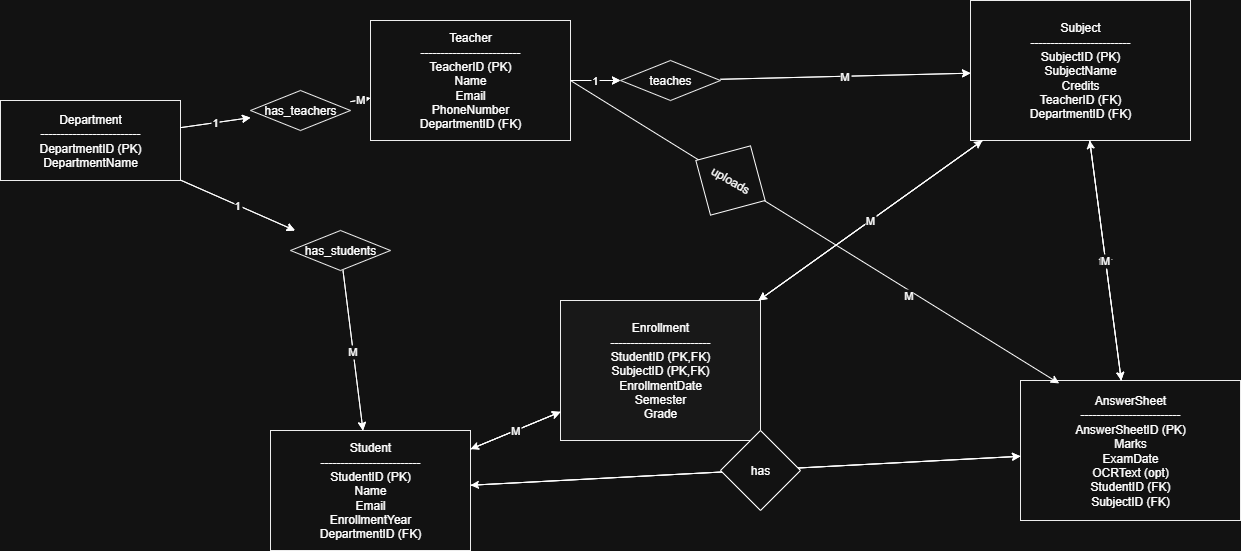 Department
--------------------------
DepartmentID (PK)
DepartmentName
1
has_teachers
M
Teacher
--------------------------
TeacherID (PK)
Name
Email
PhoneNumber
DepartmentID (FK)
1
teaches
M
Subject
--------------------------
SubjectID (PK)
SubjectName
Credits
TeacherID (FK)
DepartmentID (FK)
uploads
M
1
has_students
M
M
M
Enrollment
--------------------------
StudentID (PK,FK)
SubjectID (PK,FK)
EnrollmentDate
Semester
Grade
M
Student
--------------------------
StudentID (PK)
Name
Email
EnrollmentYear
DepartmentID (FK)
has
AnswerSheet
--------------------------
AnswerSheetID (PK)
Marks
ExamDate
OCRText (opt)
StudentID (FK)
SubjectID (FK)